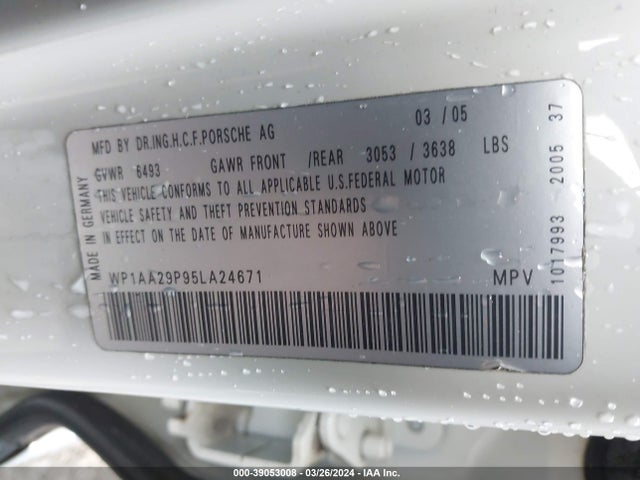 MFD BY DR.ING.H.C.F.PORSCHE AG 03 / 05
GVWR 6493 GAWR FRONT /REAR 3053 / 3638 LBS
THIS VEHICLE CONFORMS TO ALL APPLICABLE U.S.FEDERAL MOTOR
VEHICLE SAFETY AND THEFT PREVENTION STANDARDS
IN EFFECT ON THE DATE OF MANUFACTURE SHOWN ABOVE
WP1AA29P95LA24671 MPV
MADE IN GERMANY
1017993 2005 37
000-39053008 - 03/26/2024 - IAA Inc.